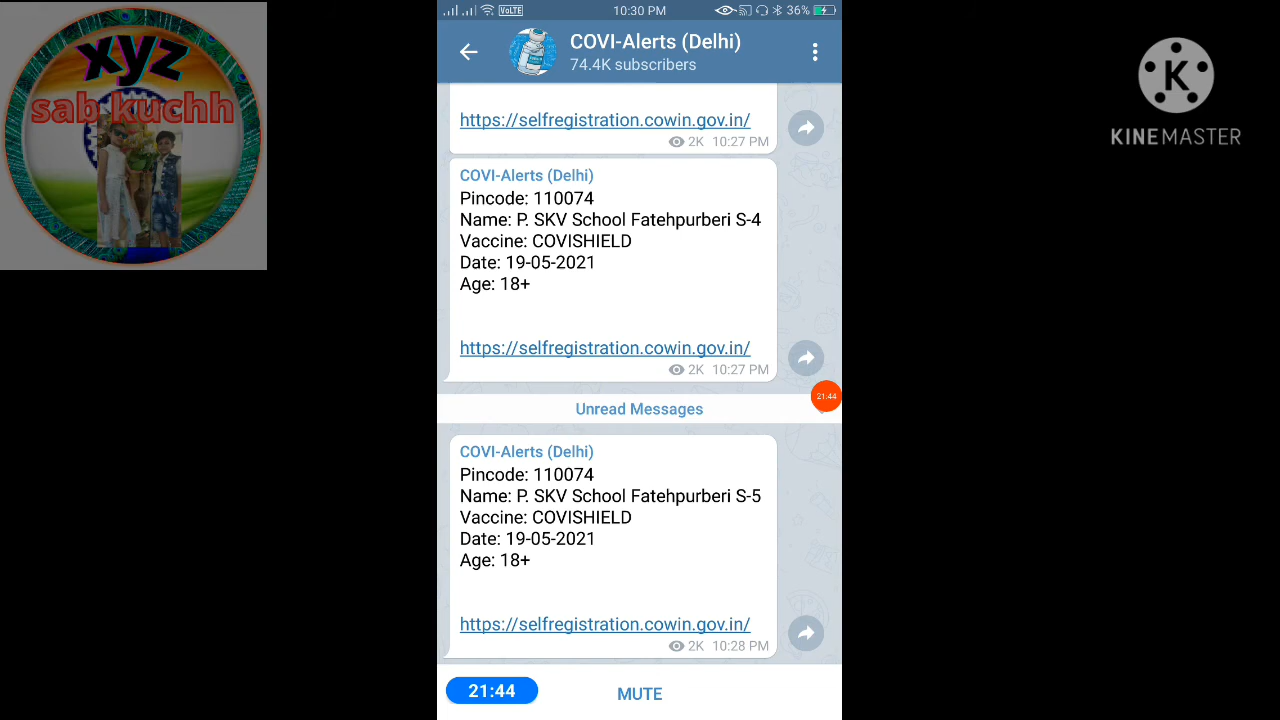 xyz
sab kuchh
VoLTE
10:30 PM
36%
COVI-Alerts (Delhi)
74.4K subscribers
https://selfregistration.cowin.gov.in/
2K 10:27 PM
COVI-Alerts (Delhi)
Pincode: 110074
Name: P. SKV School Fatehpurberi S-4
Vaccine: COVISHIELD
Date: 19-05-2021
Age: 18+
https://selfregistration.cowin.gov.in/
2K 10:27 PM
21:44
Unread Messages
COVI-Alerts (Delhi)
Pincode: 110074
Name: P. SKV School Fatehpurberi S-5
Vaccine: COVISHIELD
Date: 19-05-2021
Age: 18+
https://selfregistration.cowin.gov.in/
2K 10:28 PM
21:44
MUTE
K
KINEMASTER